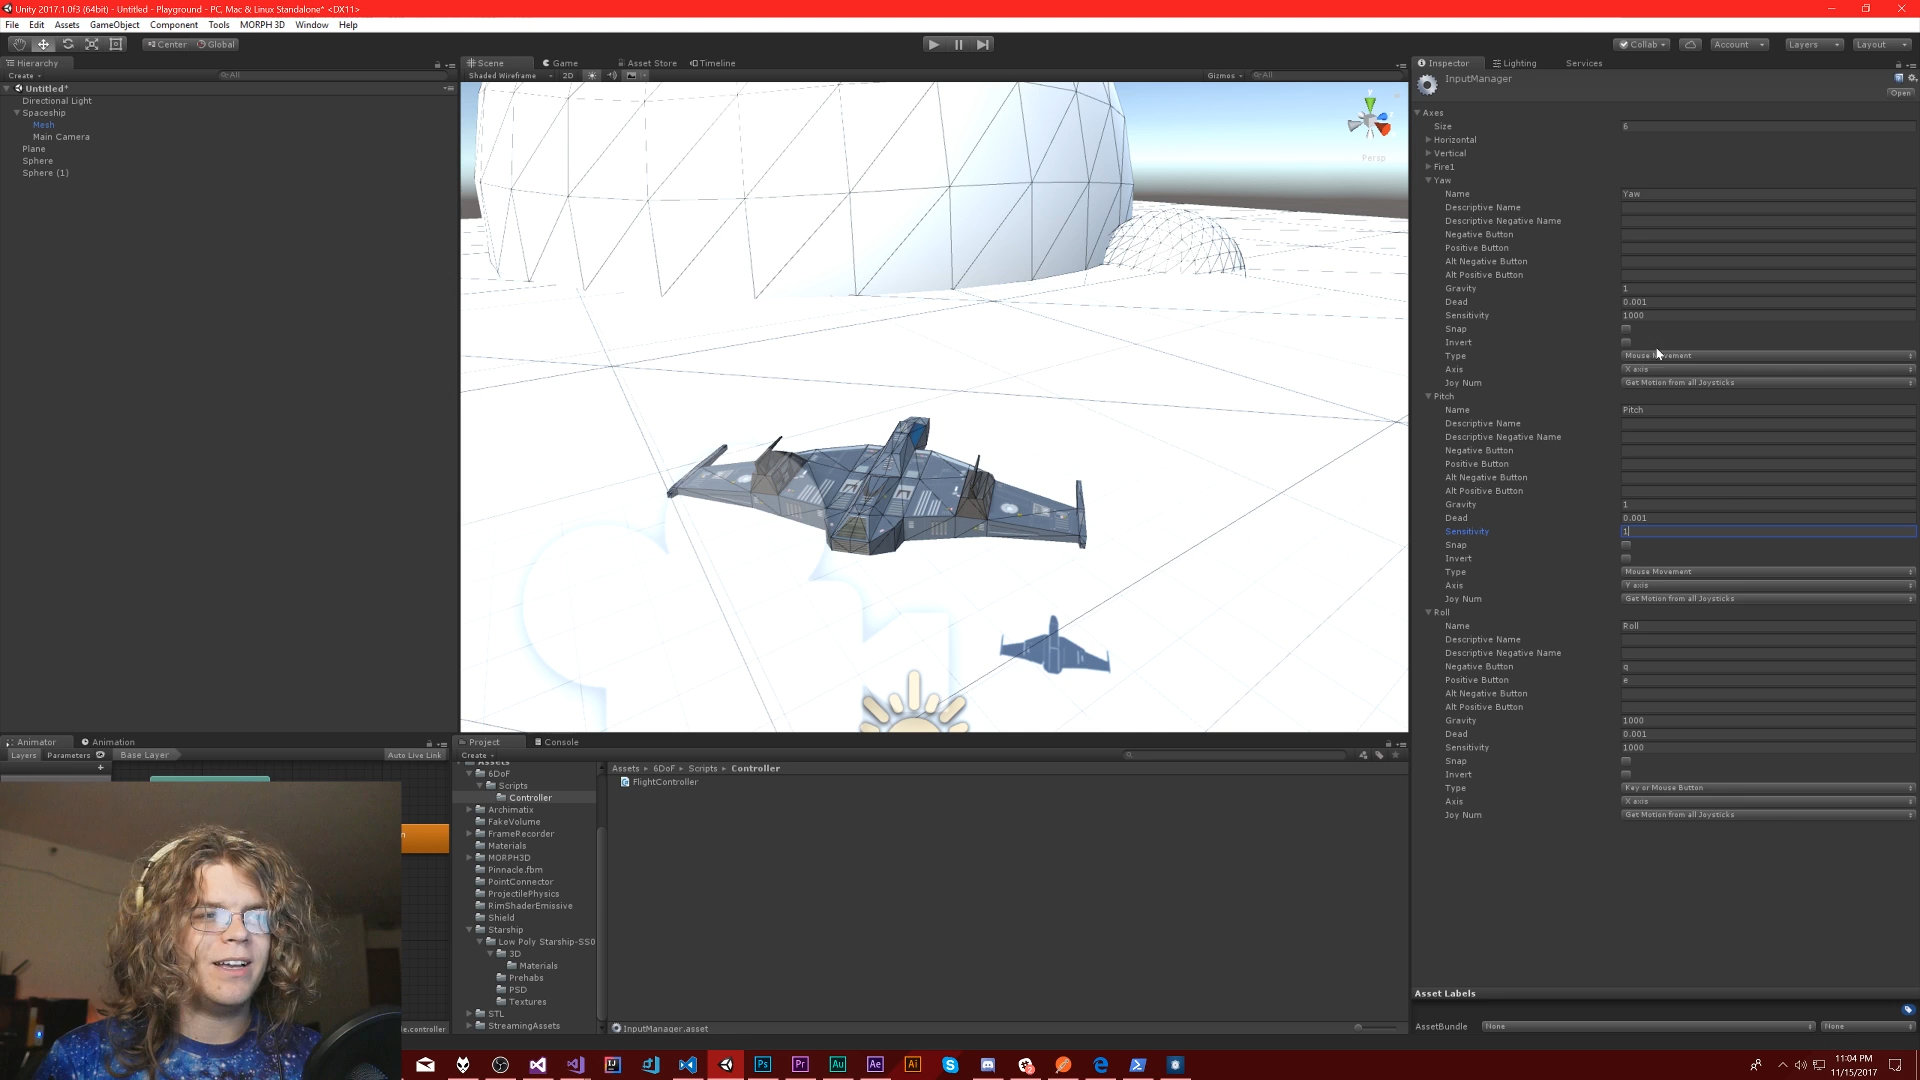 Unity 2017.1.0f3 (64bit) - Untitled - Playground - PC, Mac & Linux Standalone* <DX11>
File Edit Assets GameObject Component Tools MORPH 3D Window Help
Center Global
Collab Account Layers Layout
Hierarchy
Create All
Untitled*
Directional Light
Spaceship
Mesh
Main Camera
Plane
Sphere
Sphere (1)
Scene Game Asset Store Timeline
Shaded Wireframe 2D Gizmos All
y
Persp
Inspector Lighting Services
InputManager
Open
Axes
Size 6
Horizontal
Vertical
Fire1
Yaw
Name Yaw
Descriptive Name
Descriptive Negative Name
Negative Button
Positive Button
Alt Negative Button
Alt Positive Button
Gravity 1
Dead 0.001
Sensitivity 1000
Snap
Invert
Type Mouse Movement
Axis X axis
Joy Num Get Motion from all Joysticks
Pitch
Name Pitch
Descriptive Name
Descriptive Negative Name
Negative Button
Positive Button
Alt Negative Button
Alt Positive Button
Gravity 1
Dead 0.001
Sensitivity 1
Snap
Invert
Type Mouse Movement
Axis Y axis
Joy Num Get Motion from all Joysticks
Roll
Name Roll
Descriptive Name
Descriptive Negative Name
Negative Button q
Positive Button e
Alt Negative Button
Alt Positive Button
Gravity 1000
Dead 0.001
Sensitivity 1000
Snap
Invert
Type Key or Mouse Button
Axis X axis
Joy Num Get Motion from all Joysticks
Asset Labels
AssetBundle None None
Animator Animation
Layers Parameters Base Layer Auto Live Link
Project Console
Create
Assets
6DoF
Scripts
Controller
Archimatix
FakeVolume
FrameRecorder
Materials
MORPH3D
Pinnacle.fbm
PointConnector
ProjectilePhysics
RimShaderEmissive
Shield
Starship
Low Poly Starship-SS0
3D
Materials
Prehabs
PSD
Textures
STL
StreamingAssets
Assets 6DoF Scripts Controller
FlightController
InputManager.asset
Ps Pr Au Ae Ai
11:04 PM
11/15/2017